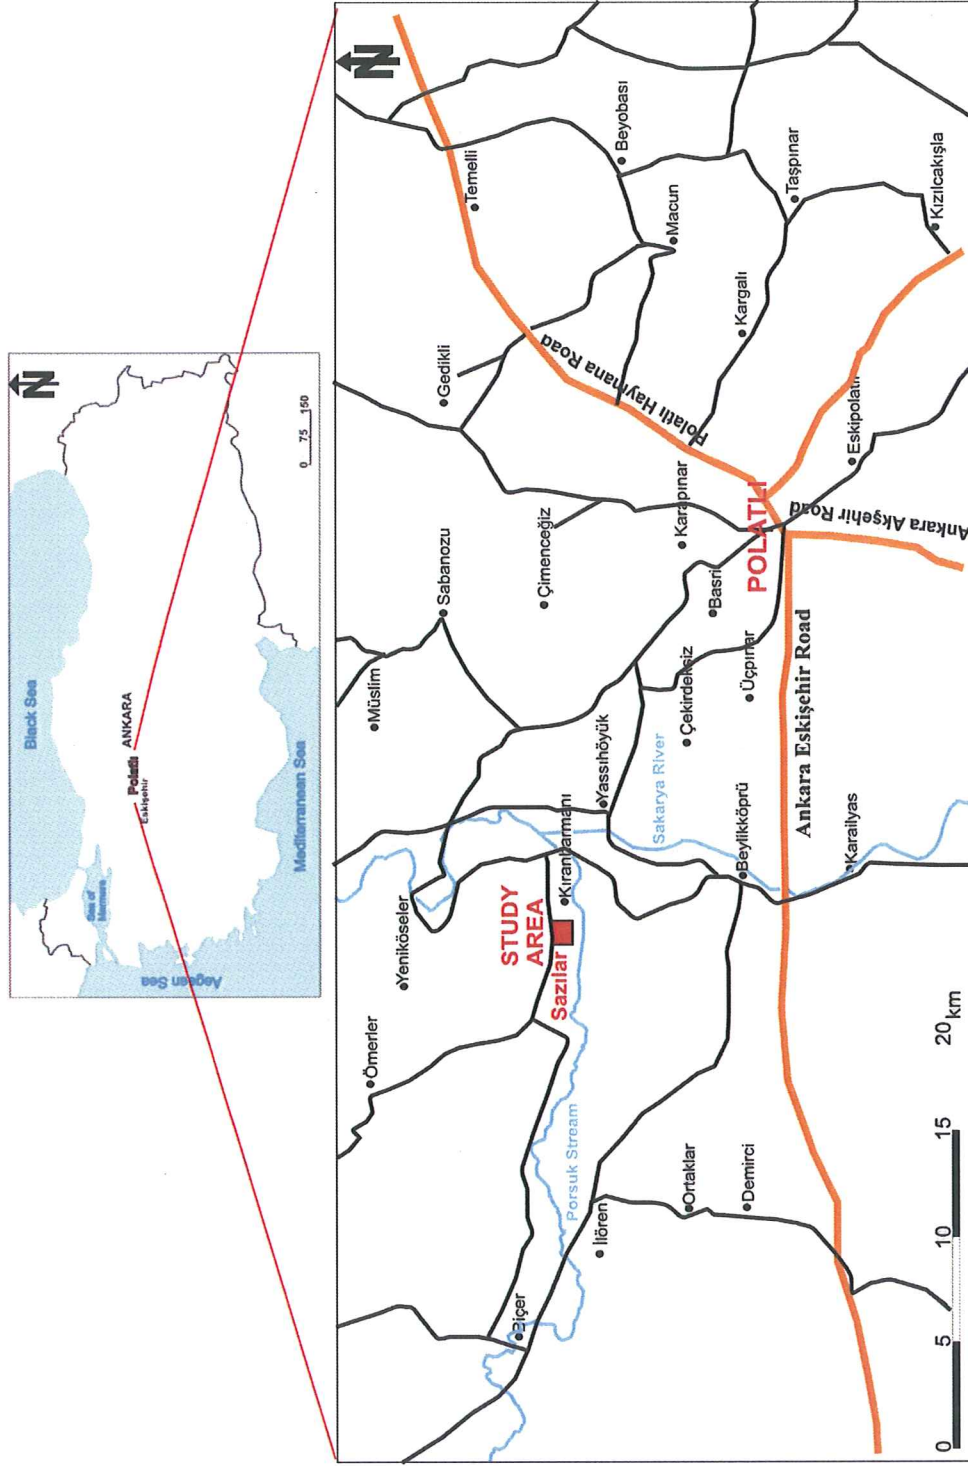 N
Black Sea
Sea of
Marmara
ANKARA
Polatlı
Eskişehir
Aegean Sea
Mediterranean Sea
0 75 150
N
Ömerler
Yeniköseler
Müslim
Sabanozu
Gedikli
Temelli
Biçer
STUDY
AREA
Sazılar
Kıranharmanı
Çimenceğiz
Porsuk Stream
Yassıhöyük
Beyobası
İlören
Sakarya River
Çekirdeksiz
Karapınar
Macun
Ortaklar
Basri
Polatlı Haymana Road
Demirci
Beylikköprü
Üçpınar
POLATLI
Kargalı
Taşpınar
Ankara Eskişehir Road
Karailyas
Eskipolatlı
Ankara Akşehir Road
Kızılcakışla
0 5 10 15 20 km